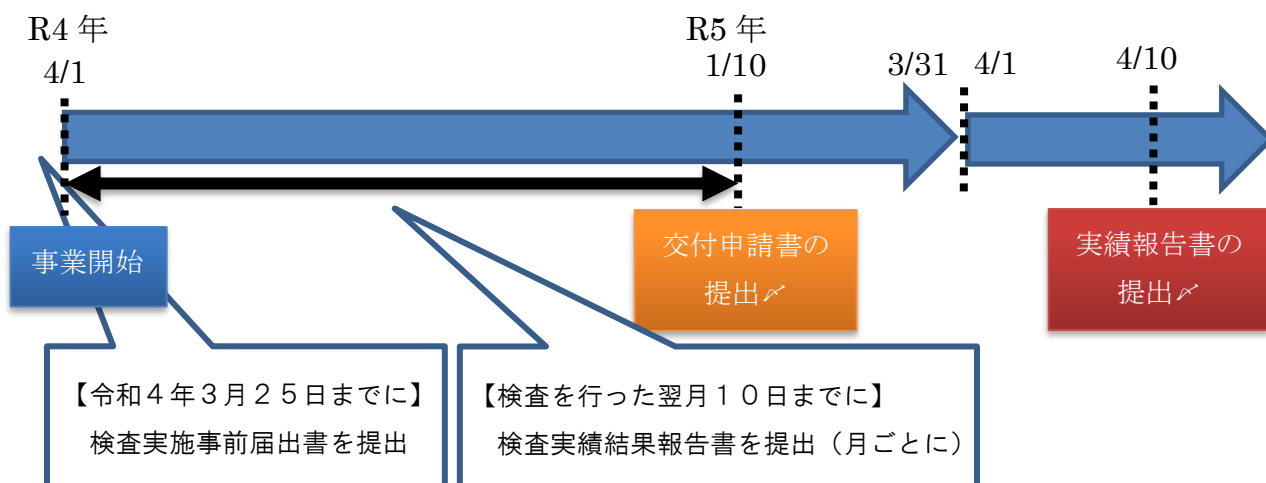 R4 年
4/1
R5 年
1/10
3/31
4/1
4/10
事業開始
交付申請書の
提出〆
実績報告書の
提出〆
【令和４年３月２５日までに】
検査実施事前届出書を提出
【検査を行った翌月１０日までに】
検査実績結果報告書を提出（月ごとに）